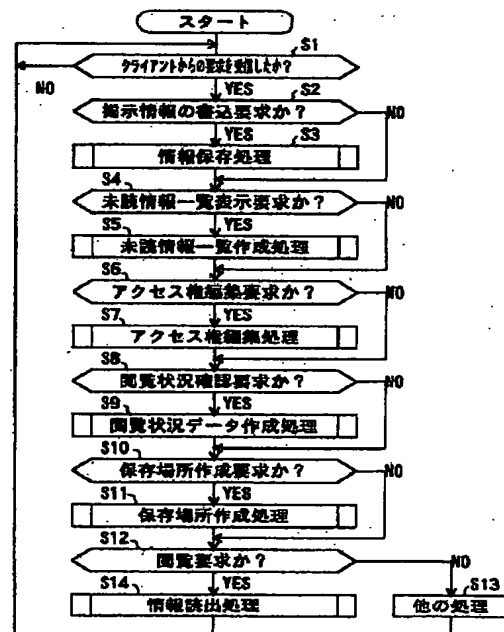 スタート
S1
クライアントからの要求を受信したか?
NO
YES
S2
掲示情報の書込要求か?
NO
YES
S3
情報保存処理
S4
未読情報一覧表示要求か?
NO
YES
S5
未読情報一覧作成処理
S6
アクセス権編集要求か?
NO
YES
S7
アクセス権編集処理
S8
閲覧状況確認要求か?
NO
YES
S9
閲覧状況データ作成処理
S10
保存場所作成要求か?
NO
YES
S11
保存場所作成処理
S12
閲覧要求か?
NO
YES
S13
S14
情報読出処理
他の処理